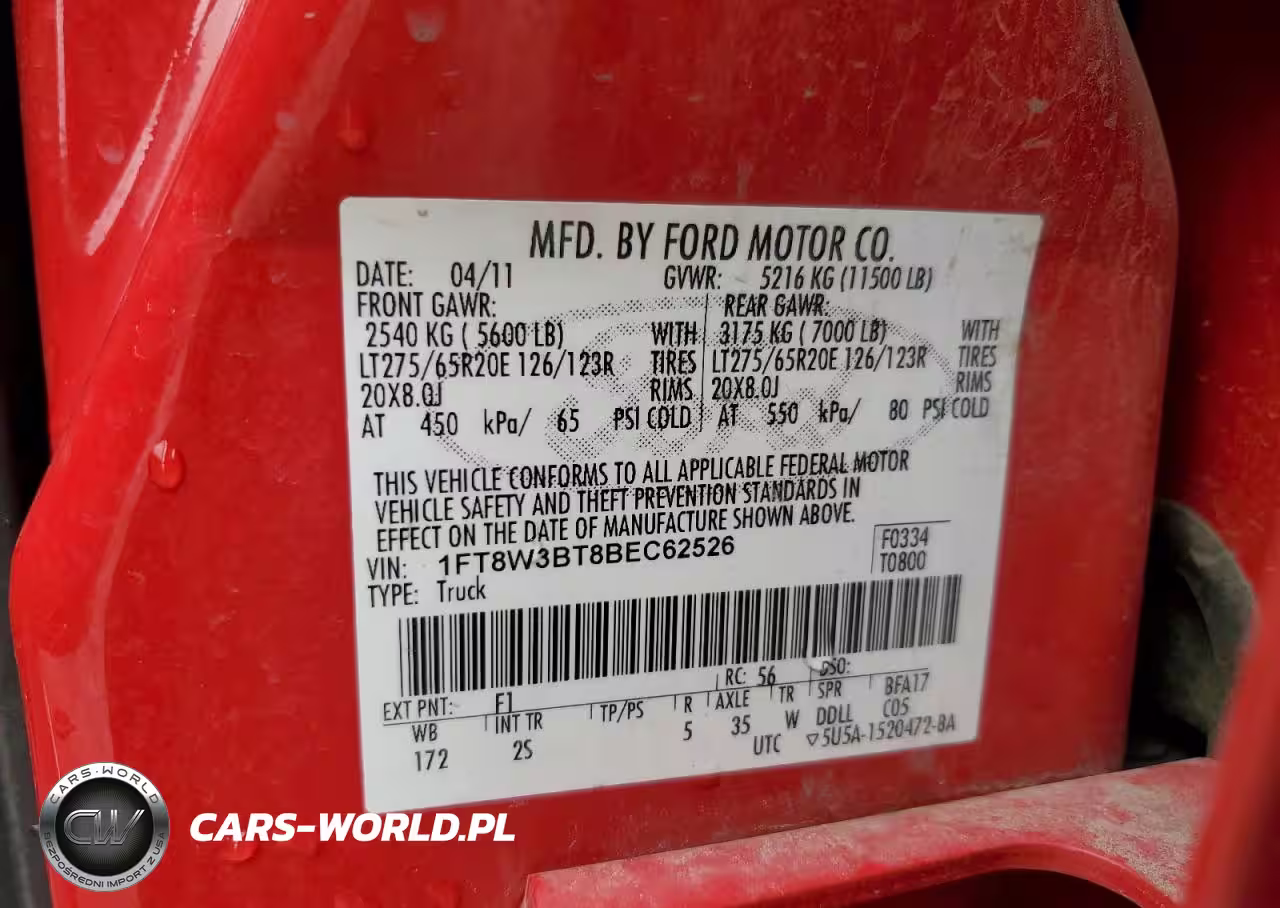 MFD. BY FORD MOTOR CO.
DATE: 04/11 GVWR: 5216 KG (11500 LB)
FRONT GAWR: REAR GAWR:
2540 KG ( 5600 LB) WITH 3175 KG ( 7000 LB) WITH
LT275/65R20E 126/123R TIRES LT275/65R20E 126/123R TIRES
20X8.0J RIMS 20X8.0J RIMS
AT 450 kPa/ 65 PSI COLD AT 550 kPa/ 80 PSI COLD
THIS VEHICLE CONFORMS TO ALL APPLICABLE FEDERAL MOTOR
VEHICLE SAFETY AND THEFT PREVENTION STANDARDS IN
EFFECT ON THE DATE OF MANUFACTURE SHOWN ABOVE.
VIN: 1FT8W3BT8BEC62526 F0334
TYPE: Truck T0800
EXT PNT: F1 RC: 56 DSO:
WB INT TR TP/PS R AXLE TR SPR BFA17
172 2S 5 35 W DDLL C05
UTC ▽5U5A-1520472-BA
CARS-WORLD
CW
BEZPOŚREDNI IMPORT Z USA
CARS-WORLD.PL